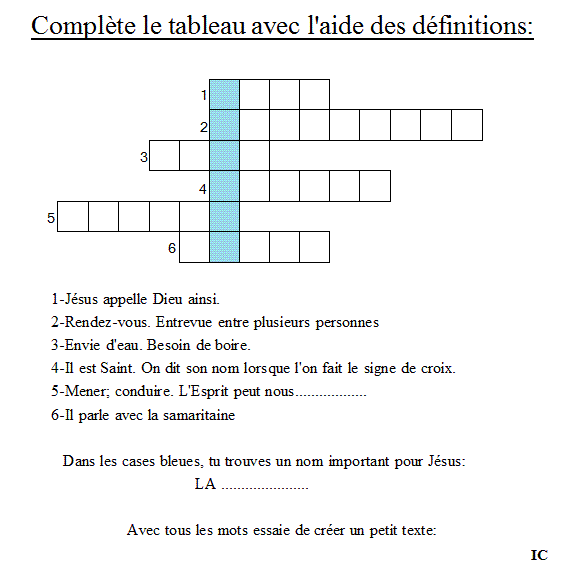 Complète le tableau avec l'aide des définitions:
1
2
3
4
5
6
1-Jésus appelle Dieu ainsi.
2-Rendez-vous. Entrevue entre plusieurs personnes
3-Envie d'eau. Besoin de boire.
4-Il est Saint. On dit son nom lorsque l'on fait le signe de croix.
5-Mener; conduire. L'Esprit peut nous..................
6-Il parle avec la samaritaine
Dans les cases bleues, tu trouves un nom important pour Jésus:
LA ......................
Avec tous les mots essaie de créer un petit texte:
IC